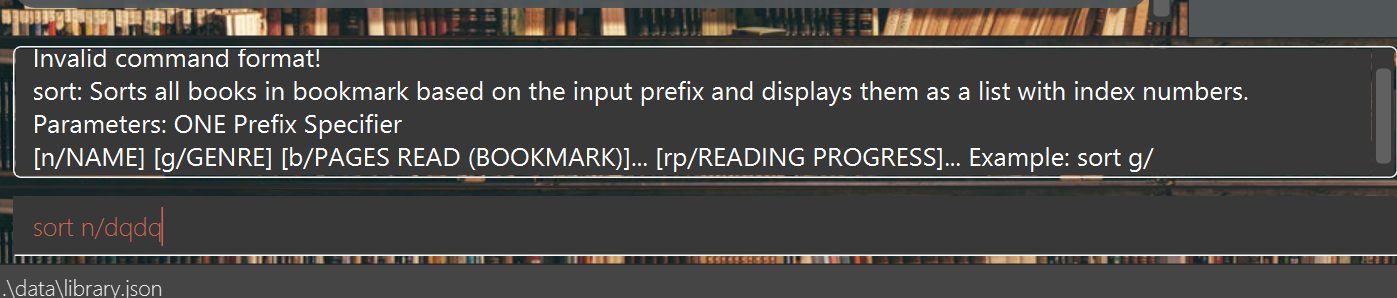 Invalid command format!
sort: Sorts all books in bookmark based on the input prefix and displays them as a list with index numbers.
Parameters: ONE Prefix Specifier
[n/NAME] [g/GENRE] [b/PAGES READ (BOOKMARK)]... [rp/READING PROGRESS]... Example: sort g/
sort n/dqdq
.\data\library.json